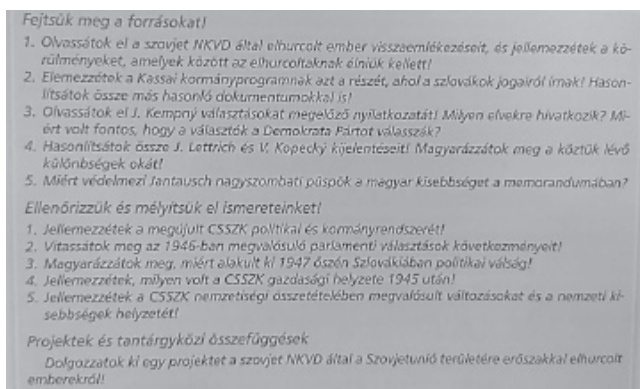 Fejtsük meg a forrásokat!
1. Olvassátok el a szovjet NKVD által elhurcolt ember visszaemlékezéseit, és jellemezzétek a kö-
rülményeket, amelyek között az elhurcoltaknak élniük kellett!
2. Elemezzétek a Kassai kormányprogramnak azt a részét, ahol a szlovákok jogairól írnak! Hason-
lítsátok össze más hasonló dokumentumokkal is!
3. Olvassátok el J. Kempný választásokat megelőző nyilatkozatát! Milyen elvekre hivatkozik? Mi-
ért volt fontos, hogy a választók a Demokrata Pártot válasszák?
4. Hasonlítsátok össze J. Lettrich és V. Kopecký kijelentéseit! Magyarázzátok meg a köztük lévő
különbségek okát!
5. Miért védelmezi Jantausch nagyszombati püspök a magyar kisebbséget a memorandumában?
Ellenőrizzük és mélyítsük el ismereteinket!
1. Jellemezzétek a megújult CSSZK politikai és kormányrendszerét!
2. Vitassátok meg az 1946-ban megvalósuló parlamenti választások következményeit!
3. Magyarázzátok meg, miért alakult ki 1947 őszén Szlovákiában politikai válság!
4. Jellemezzétek, milyen volt a CSSZK gazdasági helyzete 1945 után!
5. Jellemezzétek a CSSZK nemzetiségi összetételében megvalósult változásokat és a nemzeti ki-
sebbségek helyzetét!
Projektek és tantárgyközi összefüggések
Dolgozzatok ki egy projektet a szovjet NKVD által a Szovjetunió területére erőszakkal elhurcolt
emberekről!